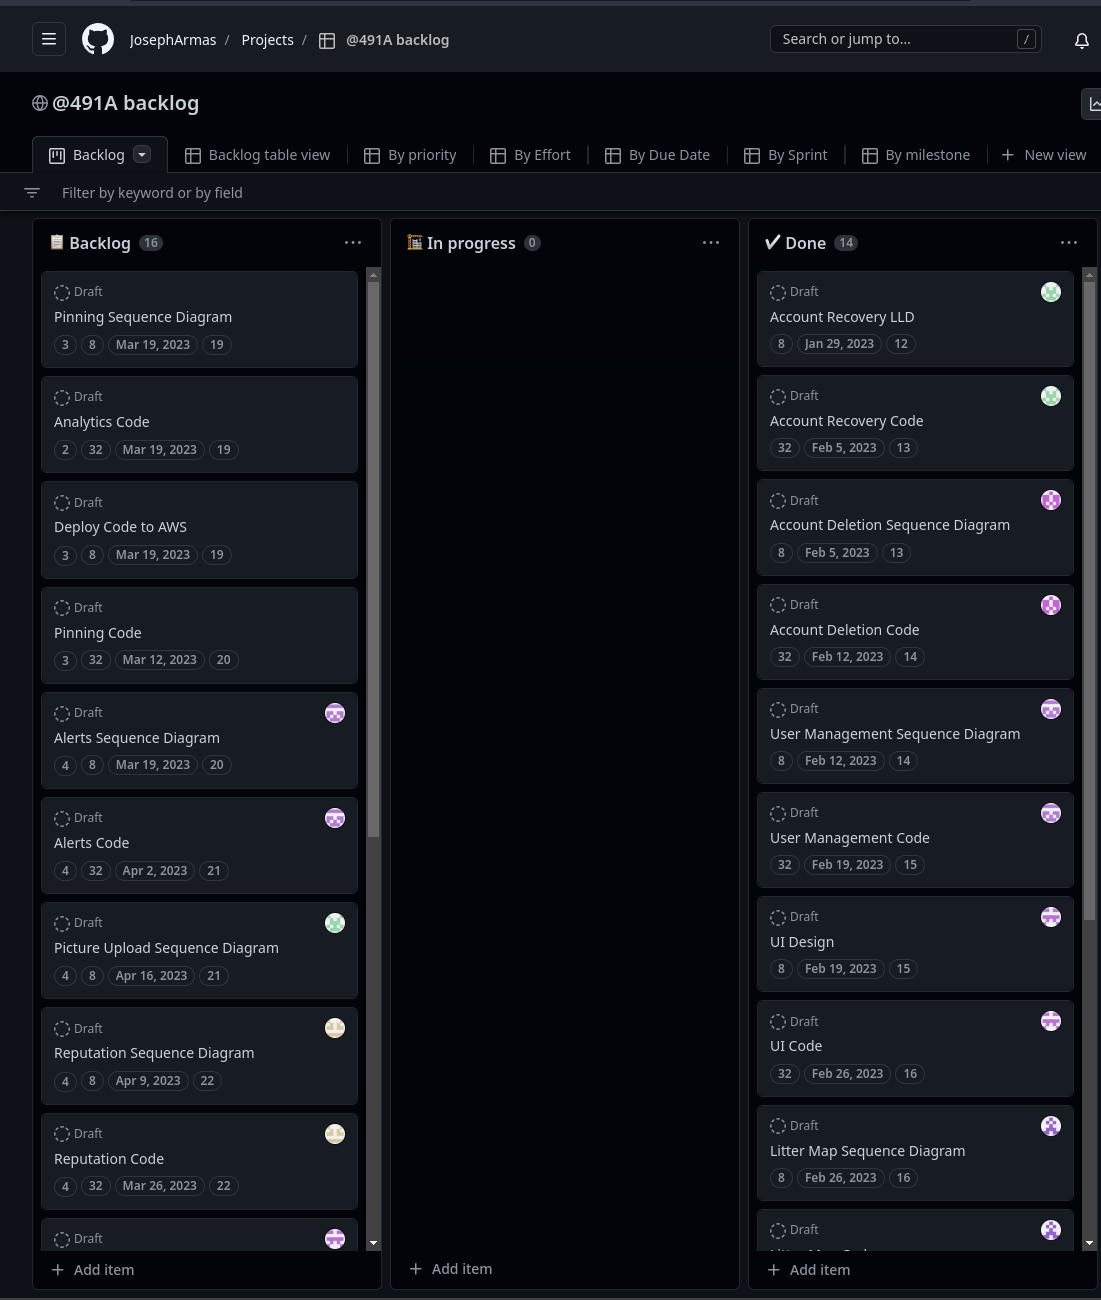 JosephArmas / Projects / @491A backlog
Search or jump to... /
@491A backlog
Backlog
Backlog table view
By priority
By Effort
By Due Date
By Sprint
By milestone
New view
Filter by keyword or by field
Backlog 16
Draft
Pinning Sequence Diagram
3 8 Mar 19, 2023 19
Draft
Analytics Code
2 32 Mar 19, 2023 19
Draft
Deploy Code to AWS
3 8 Mar 19, 2023 19
Draft
Pinning Code
3 32 Mar 12, 2023 20
Draft
Alerts Sequence Diagram
4 8 Mar 19, 2023 20
Draft
Alerts Code
4 32 Apr 2, 2023 21
Draft
Picture Upload Sequence Diagram
4 8 Apr 16, 2023 21
Draft
Reputation Sequence Diagram
4 8 Apr 9, 2023 22
Draft
Reputation Code
4 32 Mar 26, 2023 22
Draft
Add item
In progress 0
Add item
Done 14
Draft
Account Recovery LLD
8 Jan 29, 2023 12
Draft
Account Recovery Code
32 Feb 5, 2023 13
Draft
Account Deletion Sequence Diagram
8 Feb 5, 2023 13
Draft
Account Deletion Code
32 Feb 12, 2023 14
Draft
User Management Sequence Diagram
8 Feb 12, 2023 14
Draft
User Management Code
32 Feb 19, 2023 15
Draft
UI Design
8 Feb 19, 2023 15
Draft
UI Code
32 Feb 26, 2023 16
Draft
Litter Map Sequence Diagram
8 Feb 26, 2023 16
Draft
Add item